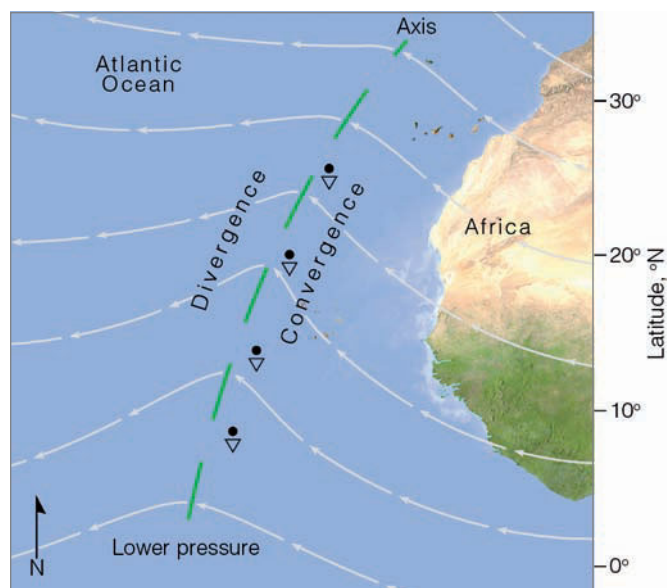 Axis
Atlantic
Ocean
30°
Divergence
Convergence
Africa
20°
Latitude, °N
10°
N
Lower pressure
0°